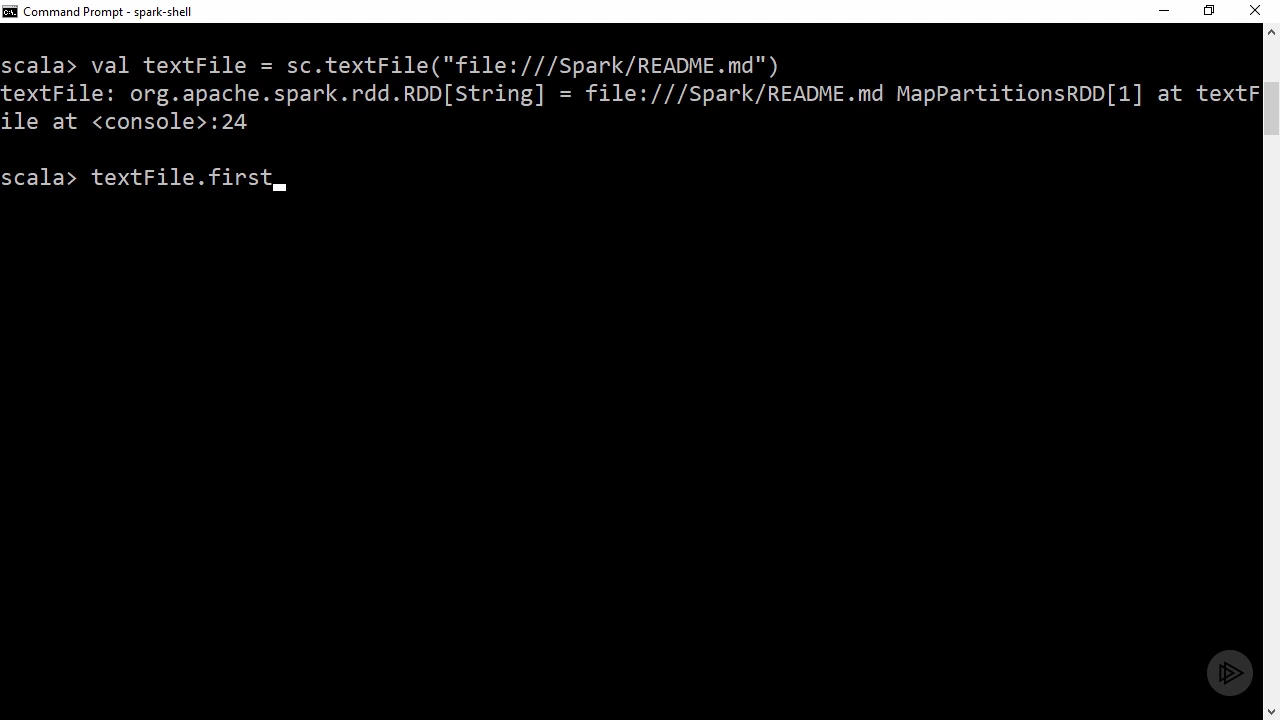 Command Prompt - spark-shell
scala> val textFile = sc.textFile("file:///Spark/README.md")
textFile: org.apache.spark.rdd.RDD[String] = file:///Spark/README.md MapPartitionsRDD[1] at textF
ile at <console>:24
scala> textFile.first